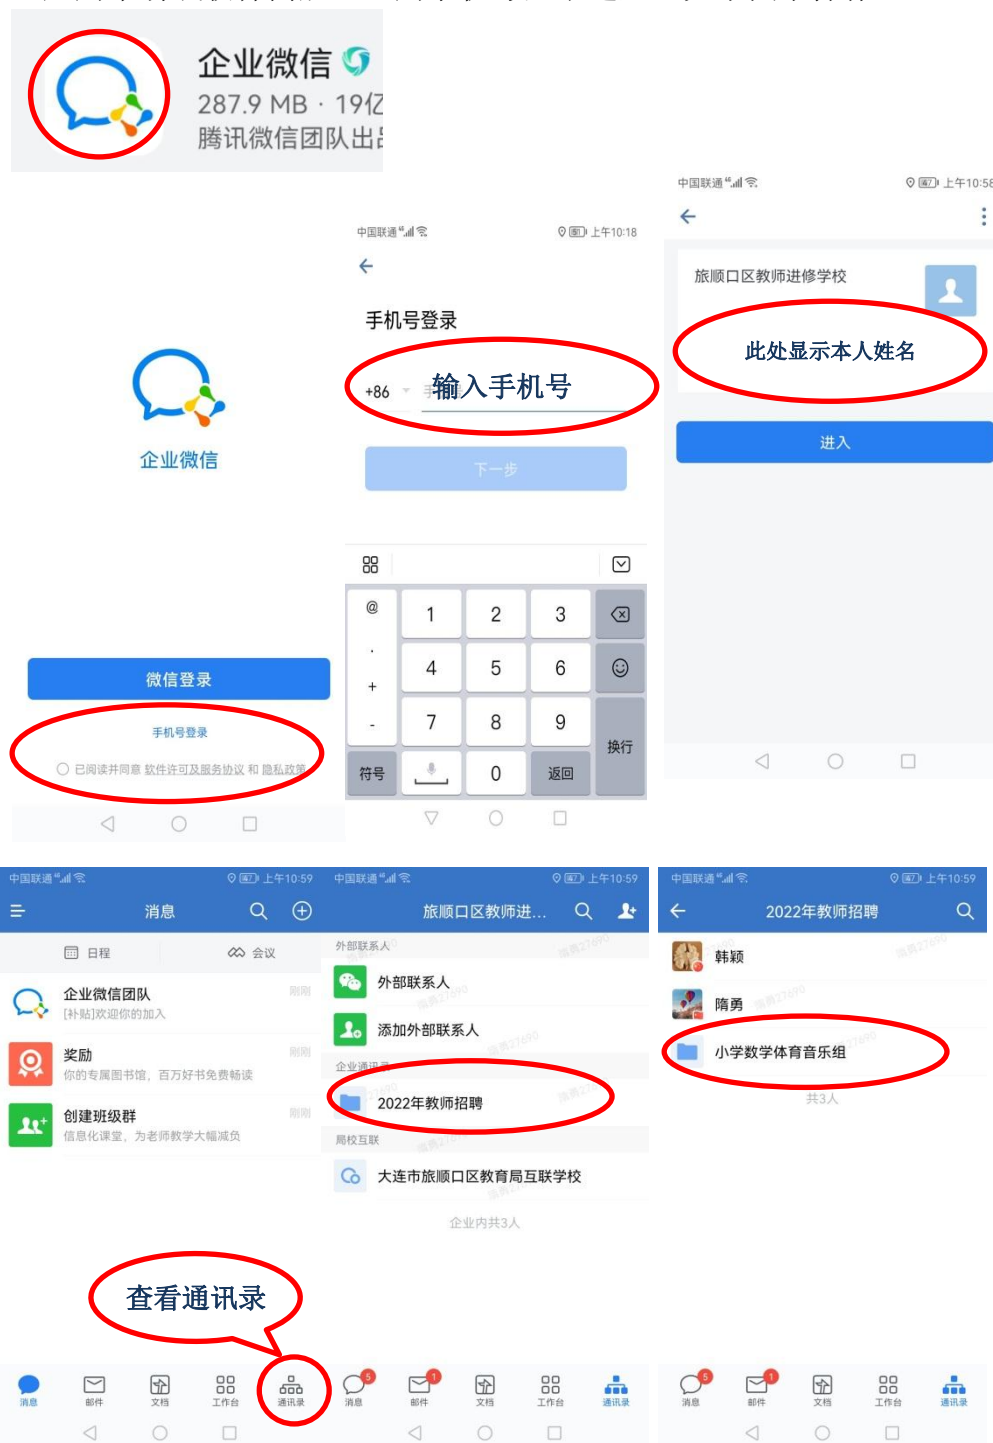 企业微信
287.9 MB · 19亿
腾讯微信团队出品
企业微信
微信登录
手机号登录
已阅读并同意 软件许可及服务协议 和 隐私政策
中国联通 上午10:18
手机号登录
+86
输入手机号
下一步
@
1 2 3
.
+
4 5 6
-
7 8 9
换行
符号 0 返回
中国联通 上午10:58
旅顺口区教师进修学校
此处显示本人姓名
进入
中国联通 47 上午10:59
消息
日程 会议
企业微信团队 刚刚
[补贴]欢迎你的加入
奖励 刚刚
你的专属图书馆，百万好书免费畅读
创建班级群 刚刚
信息化课堂，为老师教学大幅减负
查看通讯录
消息 邮件 文档 工作台 通讯录
中国联通 47 上午10:59
旅顺口区教师进...
外部联系人
外部联系人
添加外部联系人
企业通讯录
2022年教师招聘
局校互联
大连市旅顺口区教育局互联学校
企业内共3人
5 1
消息 邮件 文档 工作台 通讯录
中国联通 47 上午10:59
2022年教师招聘
韩颖
隋勇
小学数学体育音乐组
共3人
5 1
消息 邮件 文档 工作台 通讯录